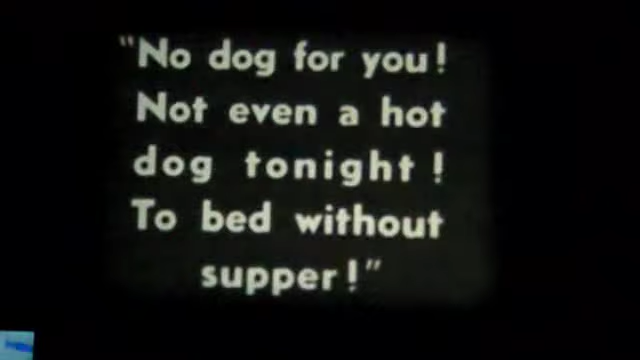 "No dog for you!
Not even a hot
dog tonight!
To bed without
supper!"